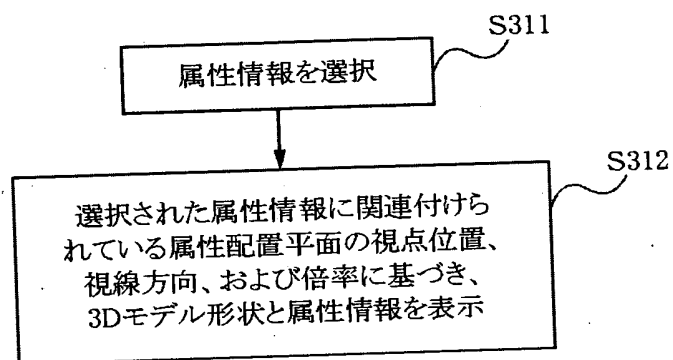 S311
属性情報を選択
S312
選択された属性情報に関連付けら
れている属性配置平面の視点位置、
視線方向、および倍率に基づき、
3Dモデル形状と属性情報を表示